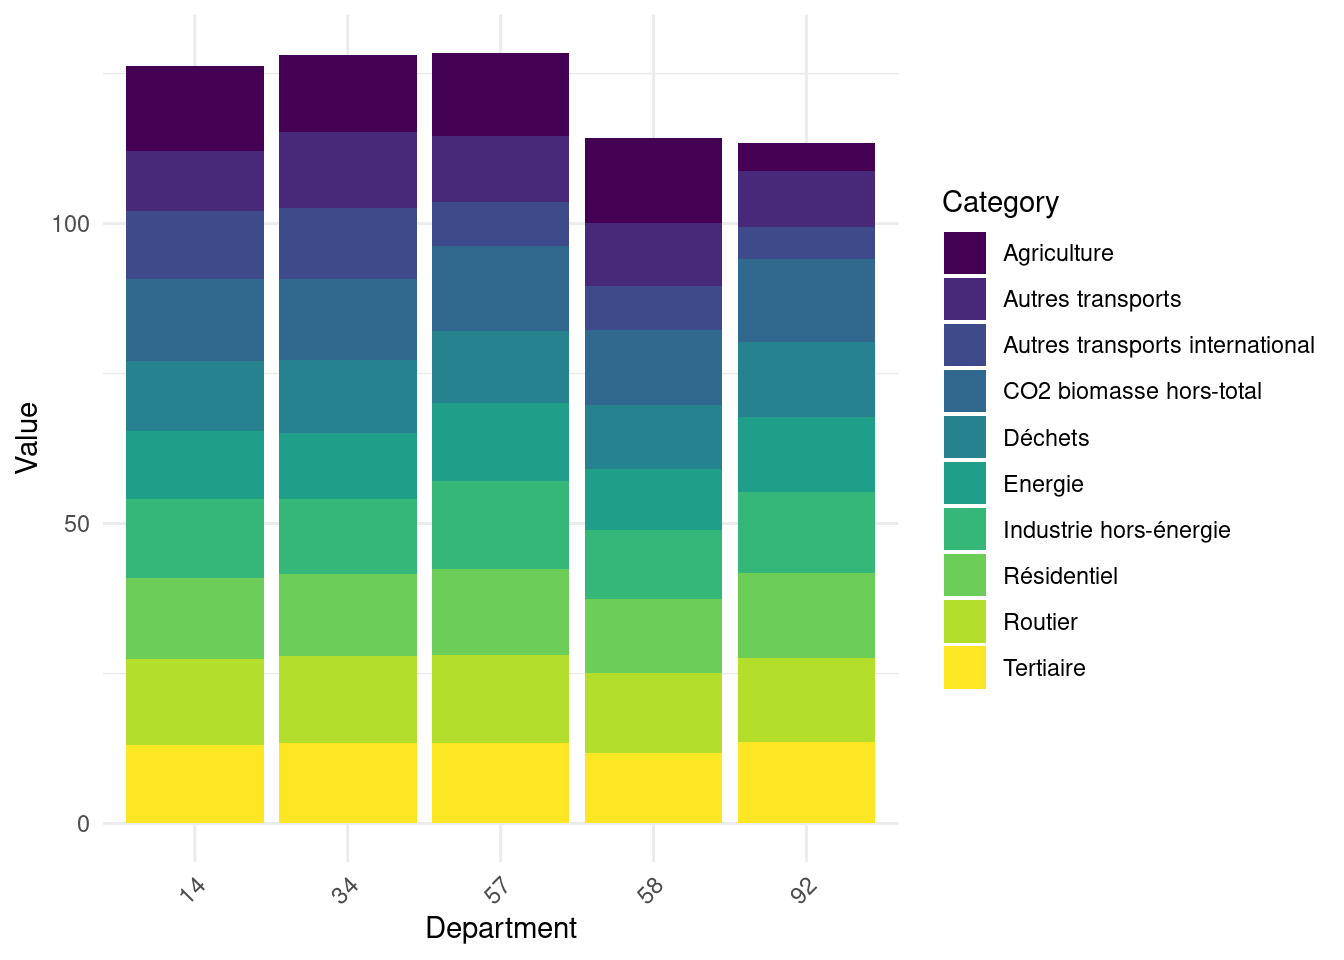 Value
100
50
0
14
34
57
58
92
Department
Category
Agriculture
Autres transports
Autres transports international
CO2 biomasse hors-total
Déchets
Energie
Industrie hors-énergie
Résidentiel
Routier
Tertiaire